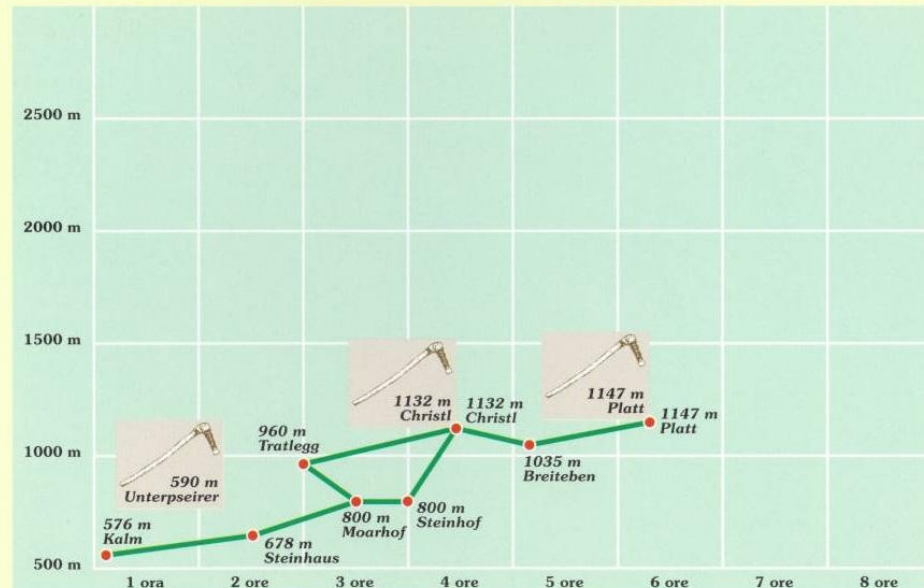 2500 m
2000 m
1500 m
1000 m
500 m
590 m
Unterpseirer
1132 m
Christl
1132 m
Christl
1147 m
Platt
1147 m
Platt
960 m
Tratlegg
1035 m
Breiteben
576 m
Kalm
678 m
Steinhaus
800 m
Moarhof
800 m
Steinhof
1 ora
2 ore
3 ore
4 ore
5 ore
6 ore
7 ore
8 ore